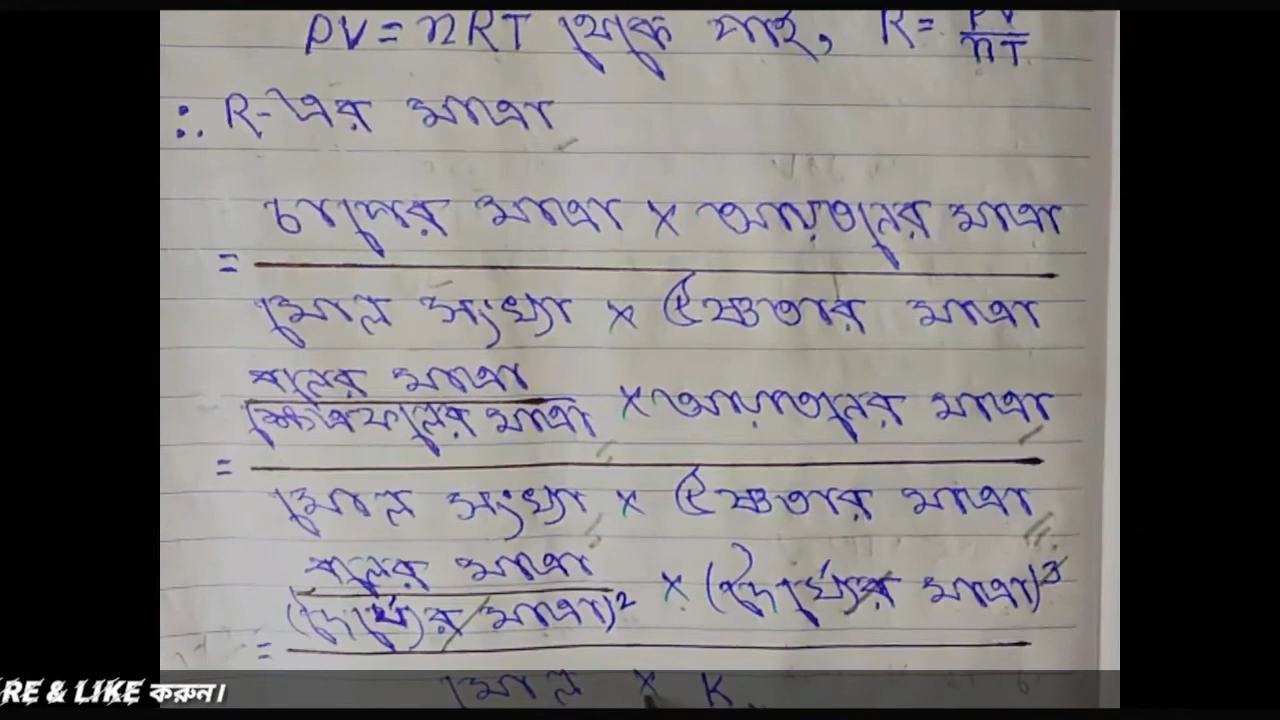 PV = nRT থেকে পাই, R = PV/nT
∴ R-এর মাত্রা
= চাপের মাত্রা × আয়তনের মাত্রা
মোল সংখ্যা × উষ্ণতার মাত্রা
বলের মাত্রা
ক্ষেত্রফলের মাত্রা × আয়তনের মাত্রা
=
মোল সংখ্যা × উষ্ণতার মাত্রা
বলের মাত্রা
(দৈর্ঘ্যের মাত্রা)² × (দৈর্ঘ্যের মাত্রা)³
=
মোল × K
RE & LIKE করুন।